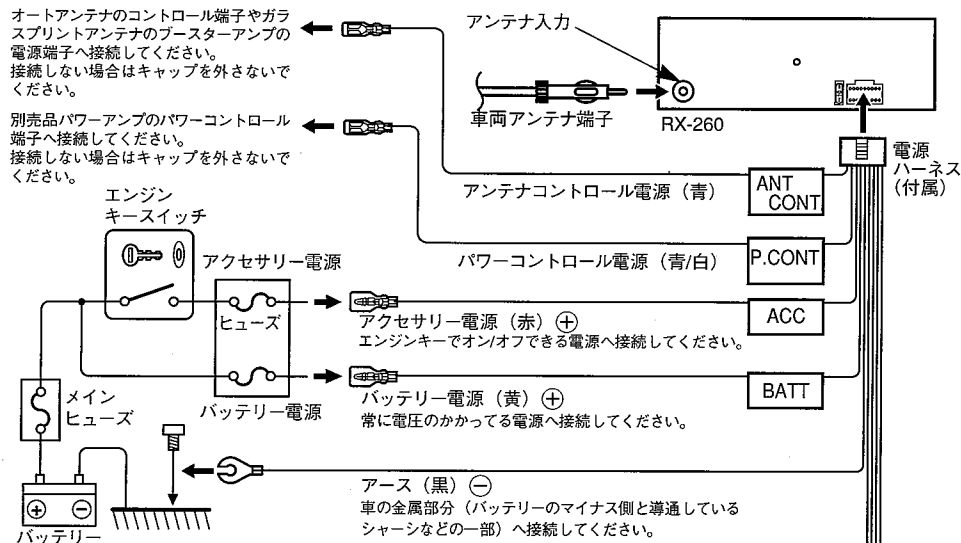 オートアンテナのコントロール端子やガラ
スプリントアンテナのブースターアンプの
電源端子へ接続してください。
接続しない場合はキャップを外さないで
ください。
アンテナ入力
車両アンテナ端子
RX-260
別売品パワーアンプのパワーコントロール
端子へ接続してください。
接続しない場合はキャップを外さないで
ください。
電源
ハーネス
(付属)
アンテナコントロール電源（青）
ANT
CONT.
エンジン
キースイッチ
パワーコントロール電源（青/白）
P.CONT
アクセサリー電源
ヒューズ
アクセサリー電源（赤）⊕
エンジンキーでオン/オフできる電源へ接続してください。
ACC
メイン
ヒューズ
バッテリー電源
バッテリー電源（黄）⊕
常に電圧のかかってる電源へ接続してください。
BATT
アース（黒）⊖
車の金属部分（バッテリーのマイナス側と導通している
シャーシなどの一部）へ接続してください。
⊕ ⊖
バッテリー